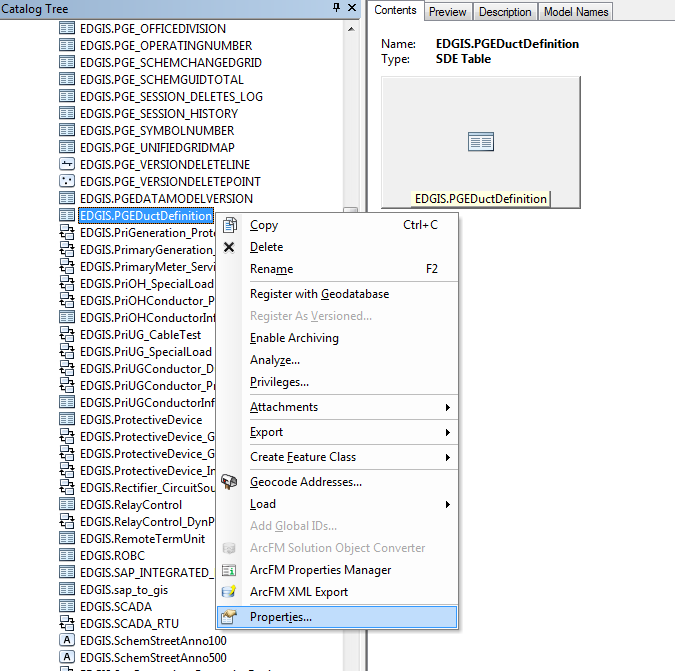 Catalog Tree
EDGIS.PGE_OFFICEDIVISION
EDGIS.PGE_OPERATINGNUMBER
EDGIS.PGE_SCHEMCHANGEDGRID
EDGIS.PGE_SCHEMGUIDTOTAL
EDGIS.PGE_SESSION_DELETES_LOG
EDGIS.PGE_SESSION_HISTORY
EDGIS.PGE_SYMBOLNUMBER
EDGIS.PGE_UNIFIEDGRIDMAP
EDGIS.PGE_VERSIONDELETELINE
EDGIS.PGE_VERSIONDELETEPOINT
EDGIS.PGEDATAMODELVERSION
EDGIS.PGEDuctDefinition
EDGIS.PriGeneration_Prote
EDGIS.PrimaryGeneration_
EDGIS.PrimaryMeter_Servi
EDGIS.PriOH_SpecialLoad
EDGIS.PriOHConductor_P
EDGIS.PriOHConductorInf
EDGIS.PriUG_CableTest
EDGIS.PriUG_SpecialLoad
EDGIS.PriUGConductor_D
EDGIS.PriUGConductor_Pr
EDGIS.PriUGConductorInf
EDGIS.ProtectiveDevice
EDGIS.ProtectiveDevice_G
EDGIS.ProtectiveDevice_G
EDGIS.ProtectiveDevice_In
EDGIS.Rectifier_CircuitSou
EDGIS.RelayControl
EDGIS.RelayControl_DynP
EDGIS.RemoteTermUnit
EDGIS.ROBC
EDGIS.SAP_INTEGRATED_
EDGIS.sap_to_gis
EDGIS.SCADA
EDGIS.SCADA_RTU
A EDGIS.SchemStreetAnno100
A EDGIS.SchemStreetAnno500
Contents Preview Description Model Names
Name: EDGIS.PGEDuctDefinition
Type: SDE Table
EDGIS.PGEDuctDefinition
Copy Ctrl+C
Delete
Rename F2
Register with Geodatabase
Register As Versioned...
Enable Archiving
Analyze...
Privileges...
Attachments
Export
Create Feature Class
Geocode Addresses...
Load
Add Global IDs...
ArcFM Solution Object Converter
ArcFM Properties Manager
ArcFM XML Export
Properties...